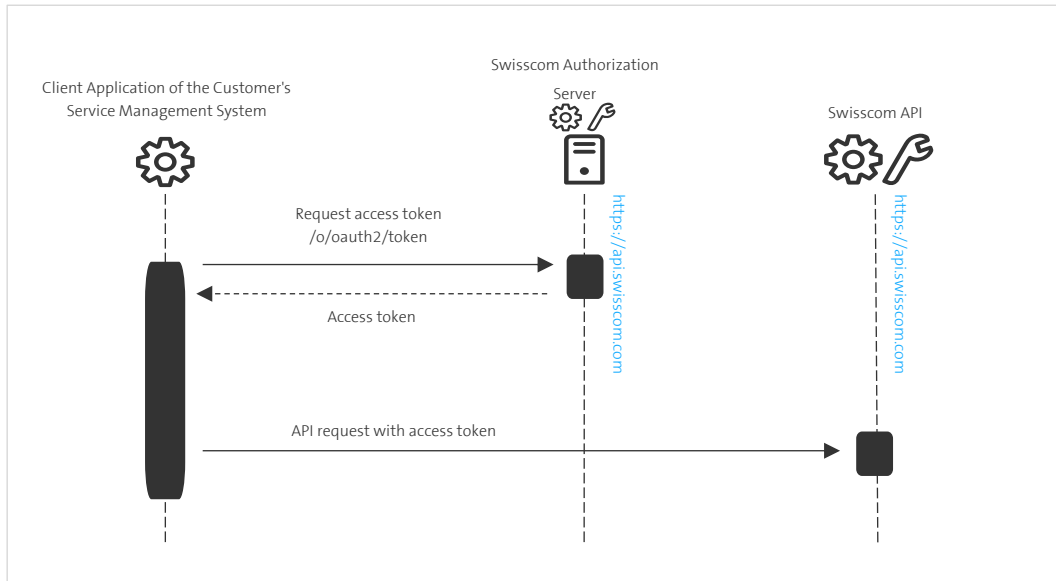 Swisscom Authorization
Server
Client Application of the Customer's
Service Management System
Swisscom API
Request access token
/o/oauth2/token
https://api.swisscom.com
https://api.swisscom.com
Access token
API request with access token